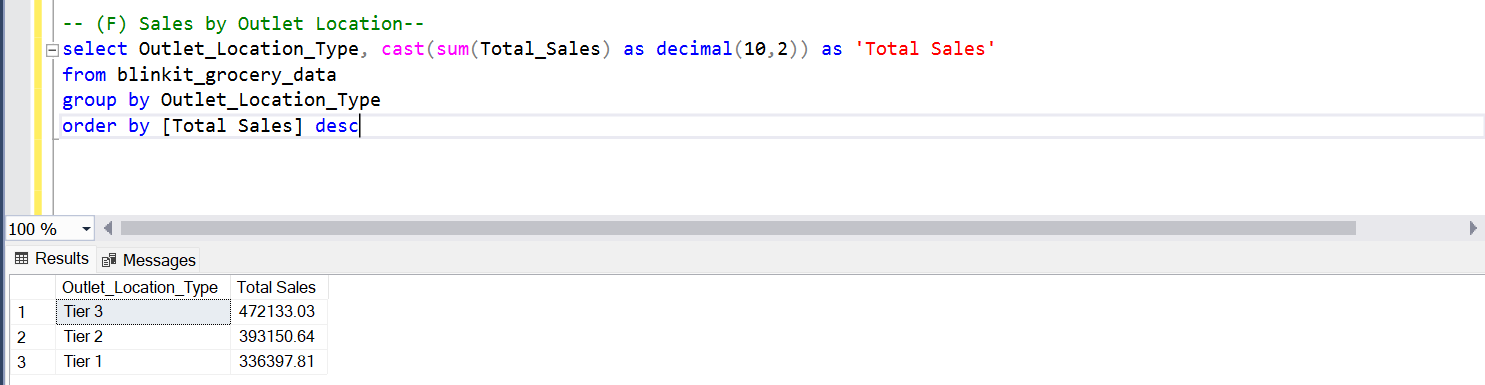 -- (F) Sales by Outlet Location--
select Outlet_Location_Type, cast(sum(Total_Sales) as decimal(10,2)) as 'Total Sales'
from blinkit_grocery_data
group by Outlet_Location_Type
order by [Total Sales] desc
100 %
Results Messages
Outlet_Location_Type Total Sales
1 Tier 3 472133.03
2 Tier 2 393150.64
3 Tier 1 336397.81